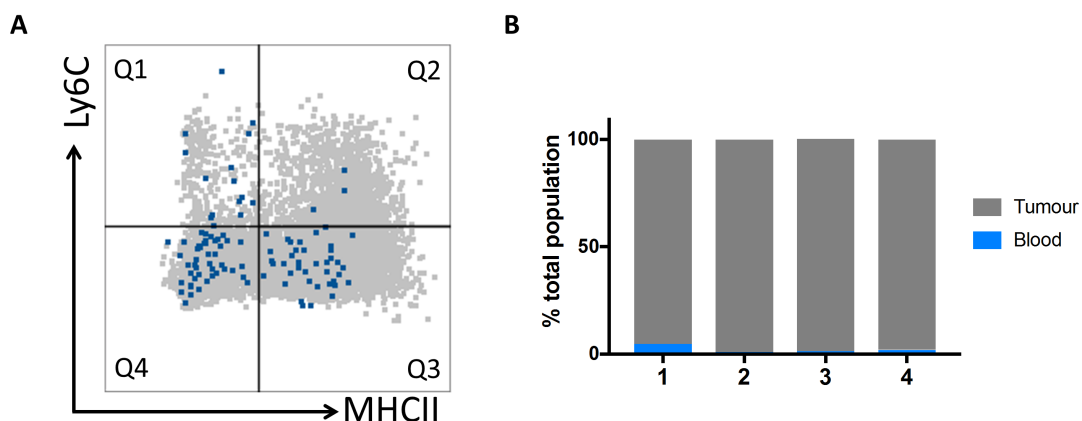 A
B
Ly6C
Q1
Q2
Q4
Q3
MHCII
% total population
100
50
0
1
2
3
4
Tumour
Blood